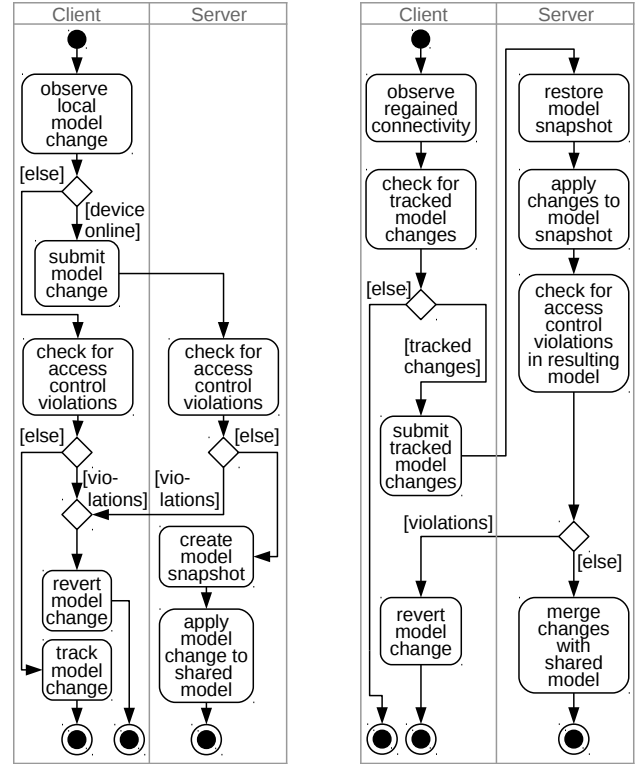 Client
Server
observe
local
model
change
[else]
[device
online]
submit
model
change
check for
access
control
violations
check for
access
control
violations
[else]
[else]
[vio-
lations]
[vio-
lations]
create
model
snapshot
revert
model
change
apply
model
change to
shared
model
track
model
change
Client
Server
observe
regained
connectivity
restore
model
snapshot
check for
tracked
model
changes
apply
changes to
model
snapshot
[else]
check for
access
control
violations
in resulting
model
[tracked
changes]
submit
tracked
model
changes
[violations]
[else]
revert
model
change
merge
changes
with
shared
model